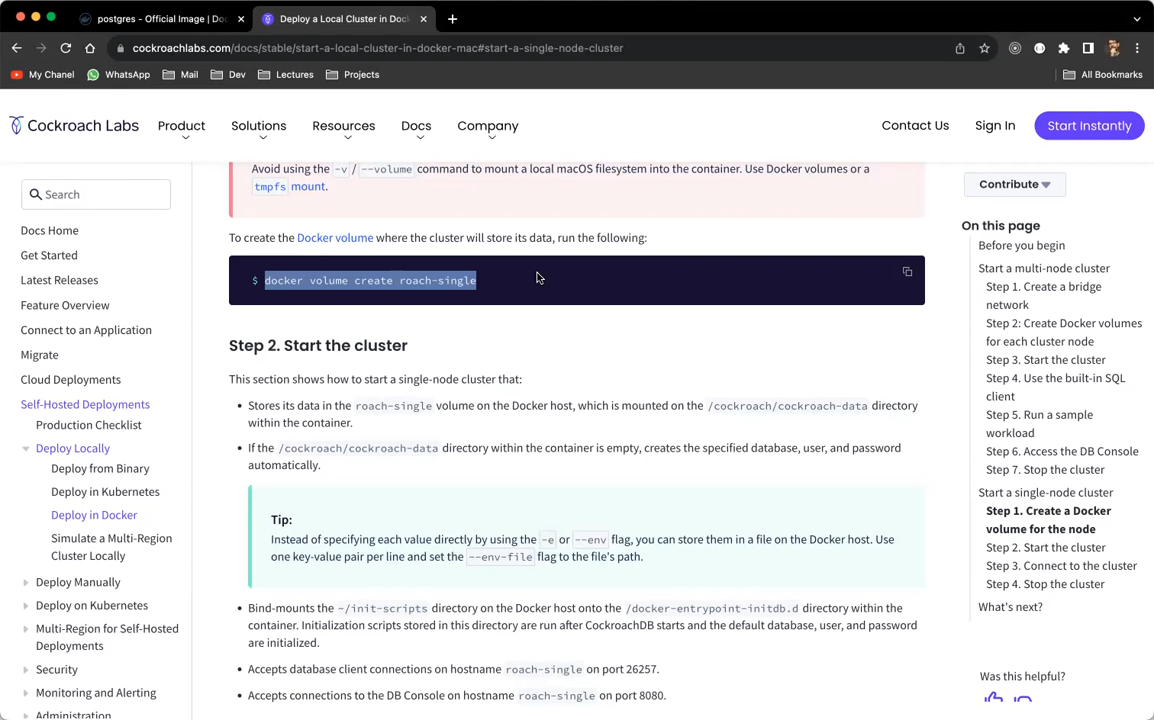 postgres - Official Image | Doc
Deploy a Local Cluster in Dock
cockroachlabs.com/docs/stable/start-a-local-cluster-in-docker-mac#start-a-single-node-cluster
My Chanel
WhatsApp
Mail
Dev
Lectures
Projects
All Bookmarks
Cockroach Labs
Product
Solutions
Resources
Docs
Company
Contact Us
Sign In
Start Instantly
Search
Docs Home
Get Started
Latest Releases
Feature Overview
Connect to an Application
Migrate
Cloud Deployments
Self-Hosted Deployments
Production Checklist
Deploy Locally
Deploy from Binary
Deploy in Kubernetes
Deploy in Docker
Simulate a Multi-Region
Cluster Locally
Deploy Manually
Deploy on Kubernetes
Multi-Region for Self-Hosted
Deployments
Security
Monitoring and Alerting
Administration
Avoid using the -v / --volume command to mount a local macOS filesystem into the container. Use Docker volumes or a
tmpfs mount.
To create the Docker volume where the cluster will store its data, run the following:
$ docker volume create roach-single
Step 2. Start the cluster
This section shows how to start a single-node cluster that:
• Stores its data in the roach-single volume on the Docker host, which is mounted on the /cockroach/cockroach-data directory
within the container.
• If the /cockroach/cockroach-data directory within the container is empty, creates the specified database, user, and password
automatically.
Tip:
Instead of specifying each value directly by using the -e or --env flag, you can store them in a file on the Docker host. Use
one key-value pair per line and set the --env-file flag to the file's path.
• Bind-mounts the ~/init-scripts directory on the Docker host onto the /docker-entrypoint-initdb.d directory within the
container. Initialization scripts stored in this directory are run after CockroachDB starts and the default database, user, and password
are initialized.
• Accepts database client connections on hostname roach-single on port 26257.
• Accepts connections to the DB Console on hostname roach-single on port 8080.
Contribute
On this page
Before you begin
Start a multi-node cluster
Step 1. Create a bridge
network
Step 2: Create Docker volumes
for each cluster node
Step 3. Start the cluster
Step 4. Use the built-in SQL
client
Step 5. Run a sample
workload
Step 6. Access the DB Console
Step 7. Stop the cluster
Start a single-node cluster
Step 1. Create a Docker
volume for the node
Step 2. Start the cluster
Step 3. Connect to the cluster
Step 4. Stop the cluster
What's next?
Was this helpful?